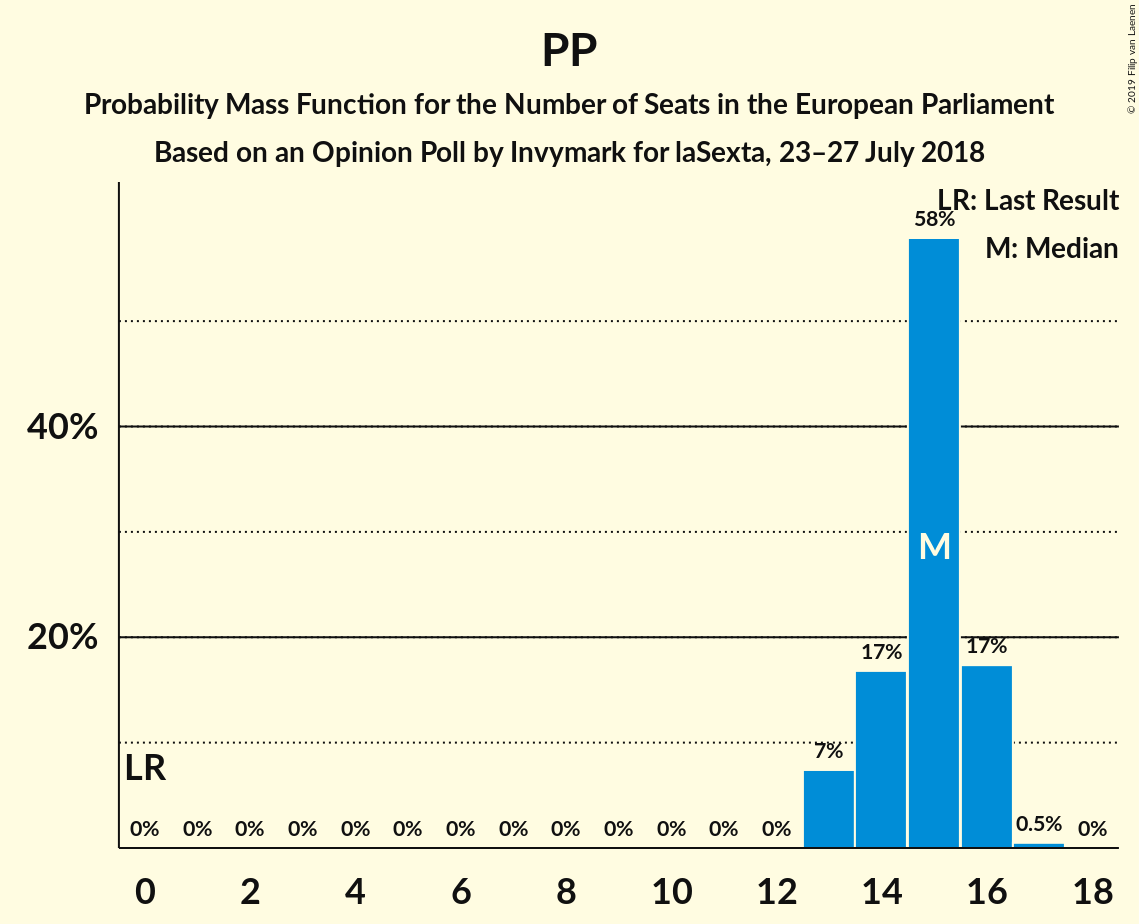 PP
Probability Mass Function for the Number of Seats in the European Parliament
Based on an Opinion Poll by Invymark for laSexta, 23–27 July 2018
© 2019 Filip van Laenen
LR: Last Result
M: Median
58%
40%
M
20%
17%
17%
7%
LR
0% 0% 0% 0% 0% 0% 0% 0% 0% 0% 0% 0% 0% 0.5% 0%
0 2 4 6 8 10 12 14 16 18